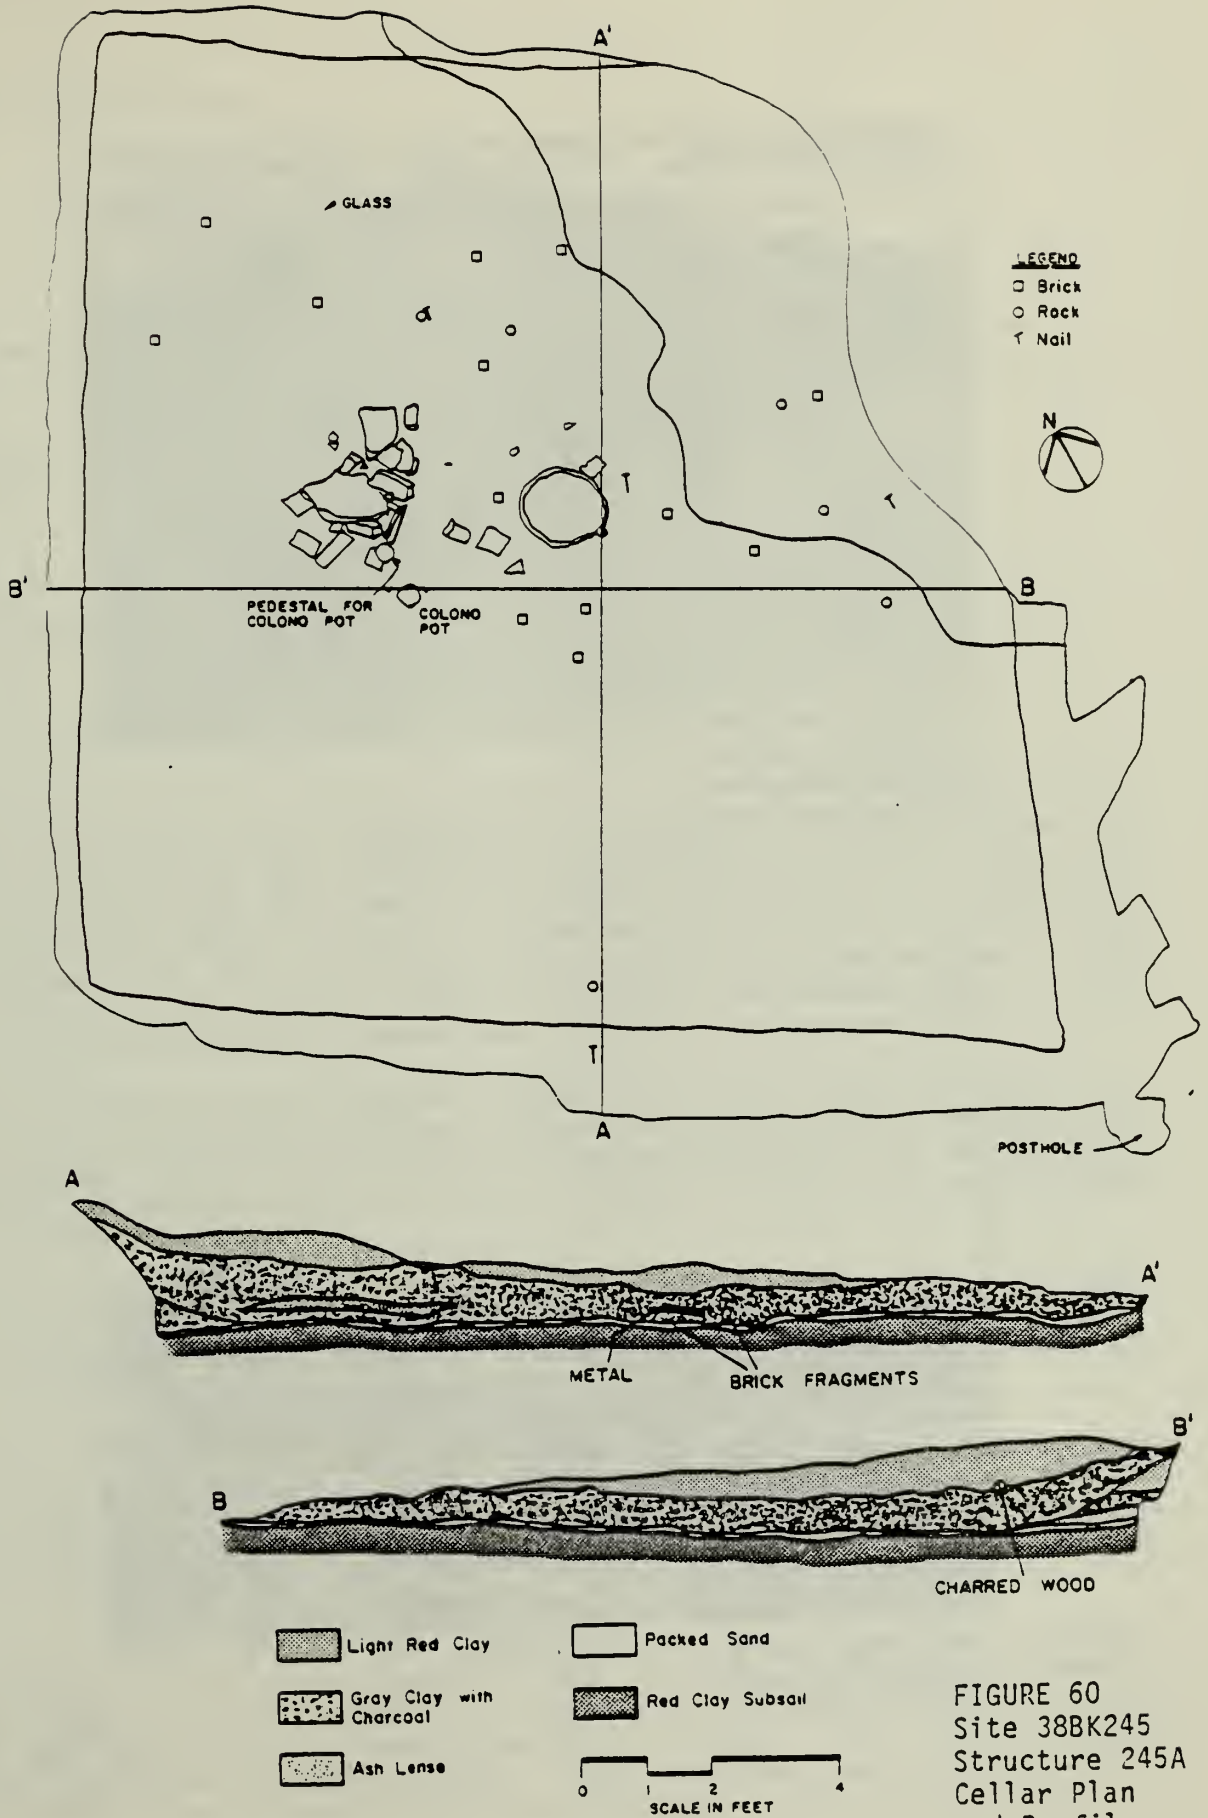 A'
GLASS
LEGEND
Brick
Rock
Nail
N
B'
B
PEDESTAL FOR
COLONO POT
COLONO
POT
A
POSTHOLE
A
A'
METAL
BRICK FRAGMENTS
B'
B
CHARRED WOOD
Light Red Clay
Packed Sand
Gray Clay with
Charcoal
Red Clay Subsoil
Ash Lense
0 1 2 4
SCALE IN FEET
FIGURE 60
Site 38BK245
Structure 245A
Cellar Plan